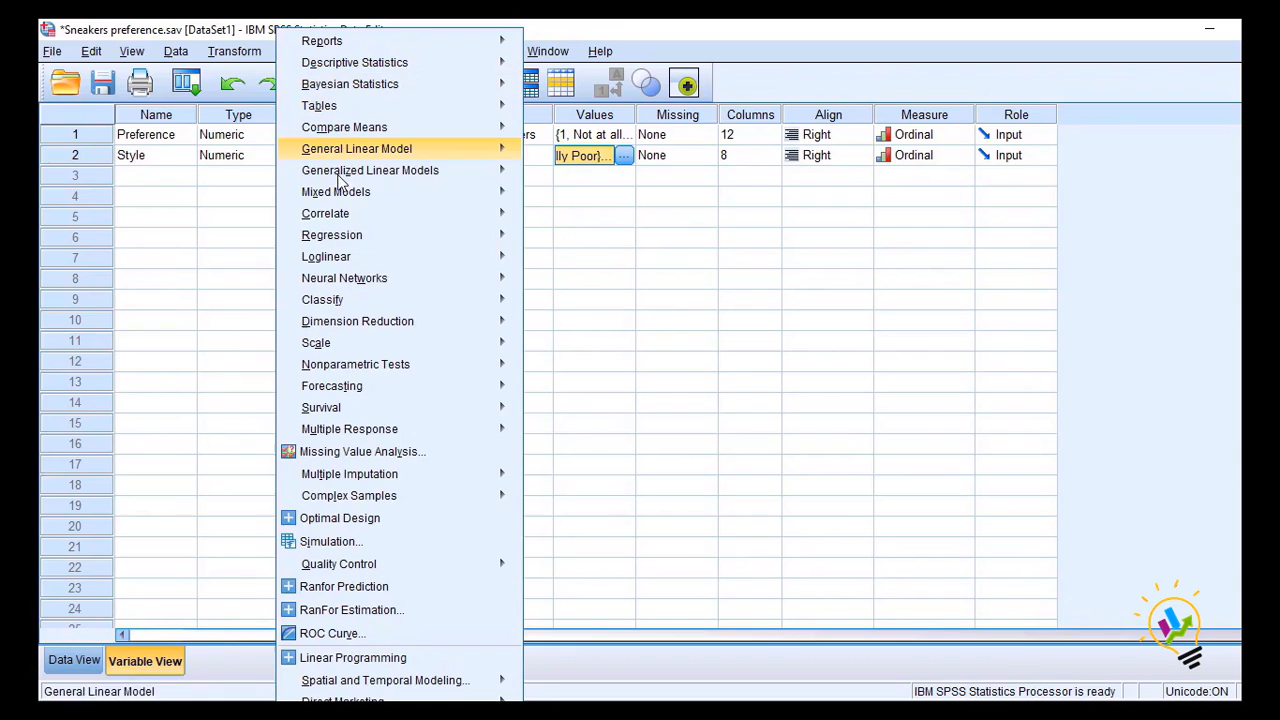 *Sneakers preference.sav [DataSet1] - IBM
File Edit View Data Transform Window Help
Reports
Descriptive Statistics
Bayesian Statistics
Tables
Compare Means
General Linear Model
Generalized Linear Models
Mixed Models
Correlate
Regression
Loglinear
Neural Networks
Classify
Dimension Reduction
Scale
Nonparametric Tests
Forecasting
Survival
Multiple Response
Missing Value Analysis...
Multiple Imputation
Complex Samples
Optimal Design
Simulation...
Quality Control
Ranfor Prediction
RanFor Estimation...
ROC Curve...
Linear Programming
Spatial and Temporal Modeling...
Direct Marketing
Name Type Values Missing Columns Align Measure Role
1 Preference Numeric ers {1, Not at all... None 12 Right Ordinal Input
2 Style Numeric lly Poor}... ... None 8 Right Ordinal Input
3
4
5
6
7
8
9
10
11
12
13
14
15
16
17
18
19
20
21
22
23
24
Data View Variable View
General Linear Model IBM SPSS Statistics Processor is ready Unicode:ON